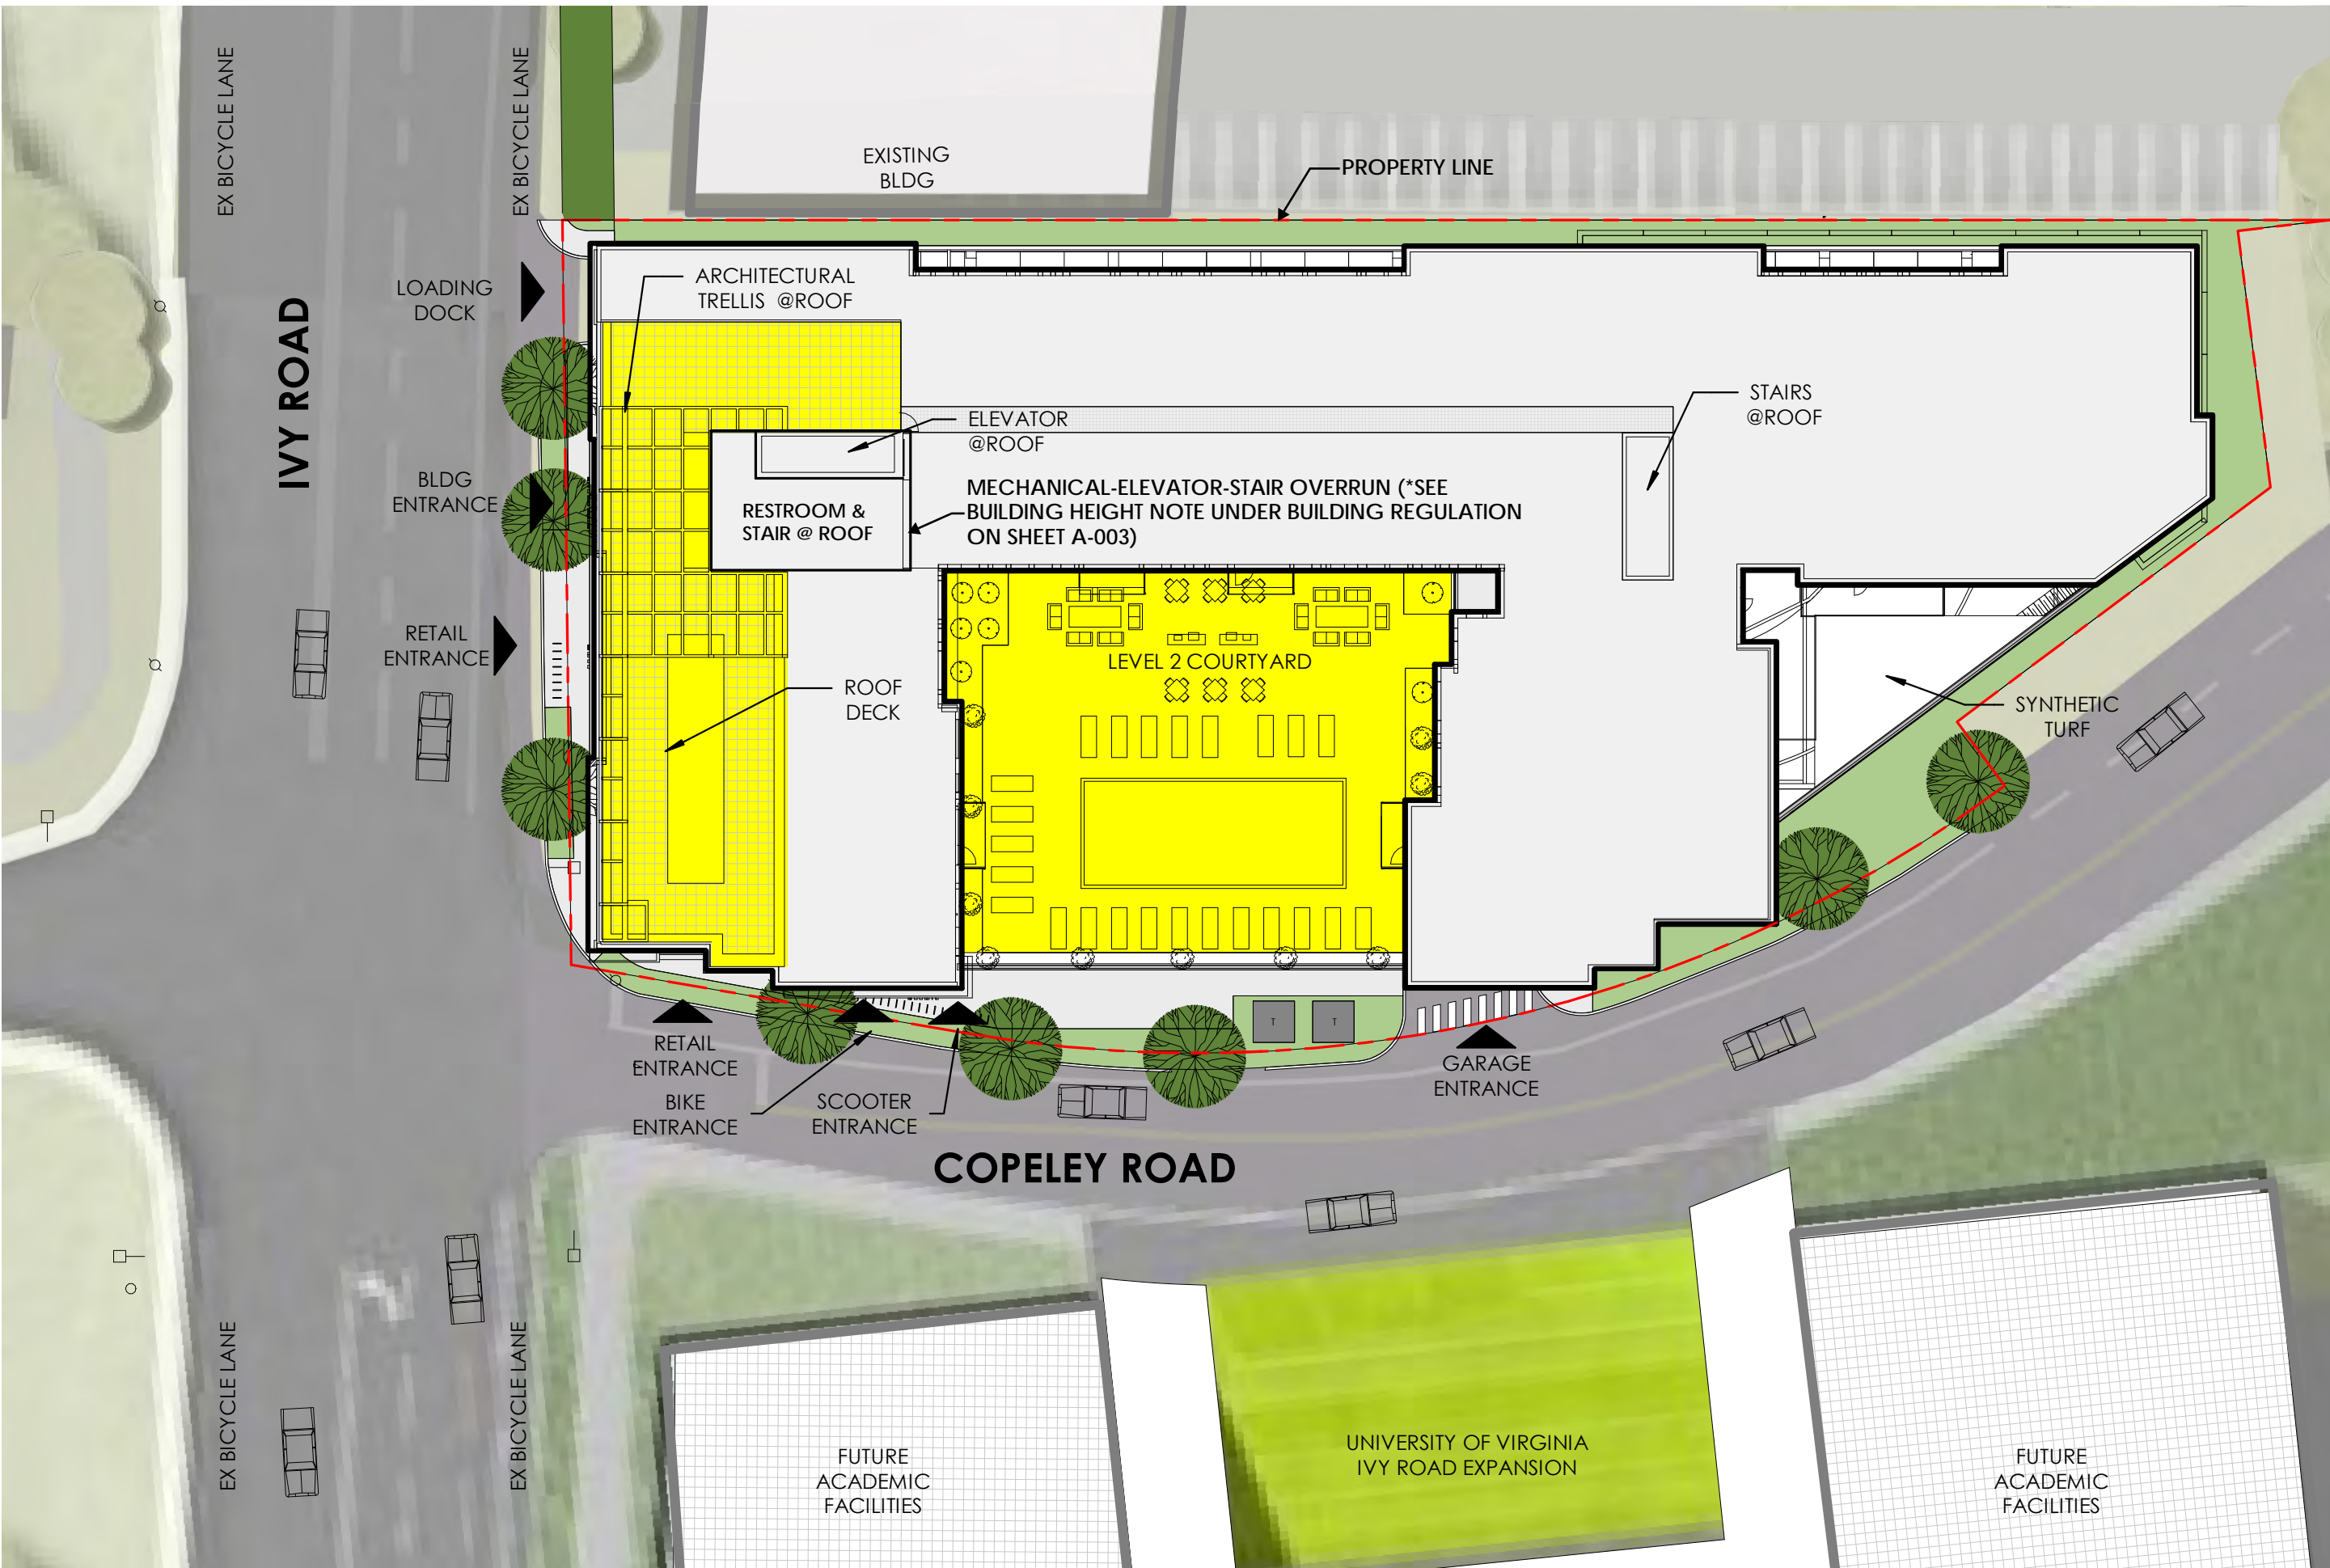 EX BICYCLE LANE
EX BICYCLE LANE
EXISTING
BLDG
PROPERTY LINE
LOADING
DOCK
ARCHITECTURAL
TRELLIS @ROOF
IVY ROAD
STAIRS
@ROOF
ELEVATOR
@ROOF
BLDG
ENTRANCE
MECHANICAL-ELEVATOR-STAIR OVERRUN (*SEE
BUILDING HEIGHT NOTE UNDER BUILDING REGULATION
ON SHEET A-003)
RESTROOM &
STAIR @ ROOF
RETAIL
ENTRANCE
LEVEL 2 COURTYARD
ROOF
DECK
SYNTHETIC
TURF
T
T
RETAIL
ENTRANCE
GARAGE
ENTRANCE
BIKE
ENTRANCE
SCOOTER
ENTRANCE
COPELEY ROAD
EX BICYCLE LANE
EX BICYCLE LANE
FUTURE
ACADEMIC
FACILITIES
UNIVERSITY OF VIRGINIA
IVY ROAD EXPANSION
FUTURE
ACADEMIC
FACILITIES